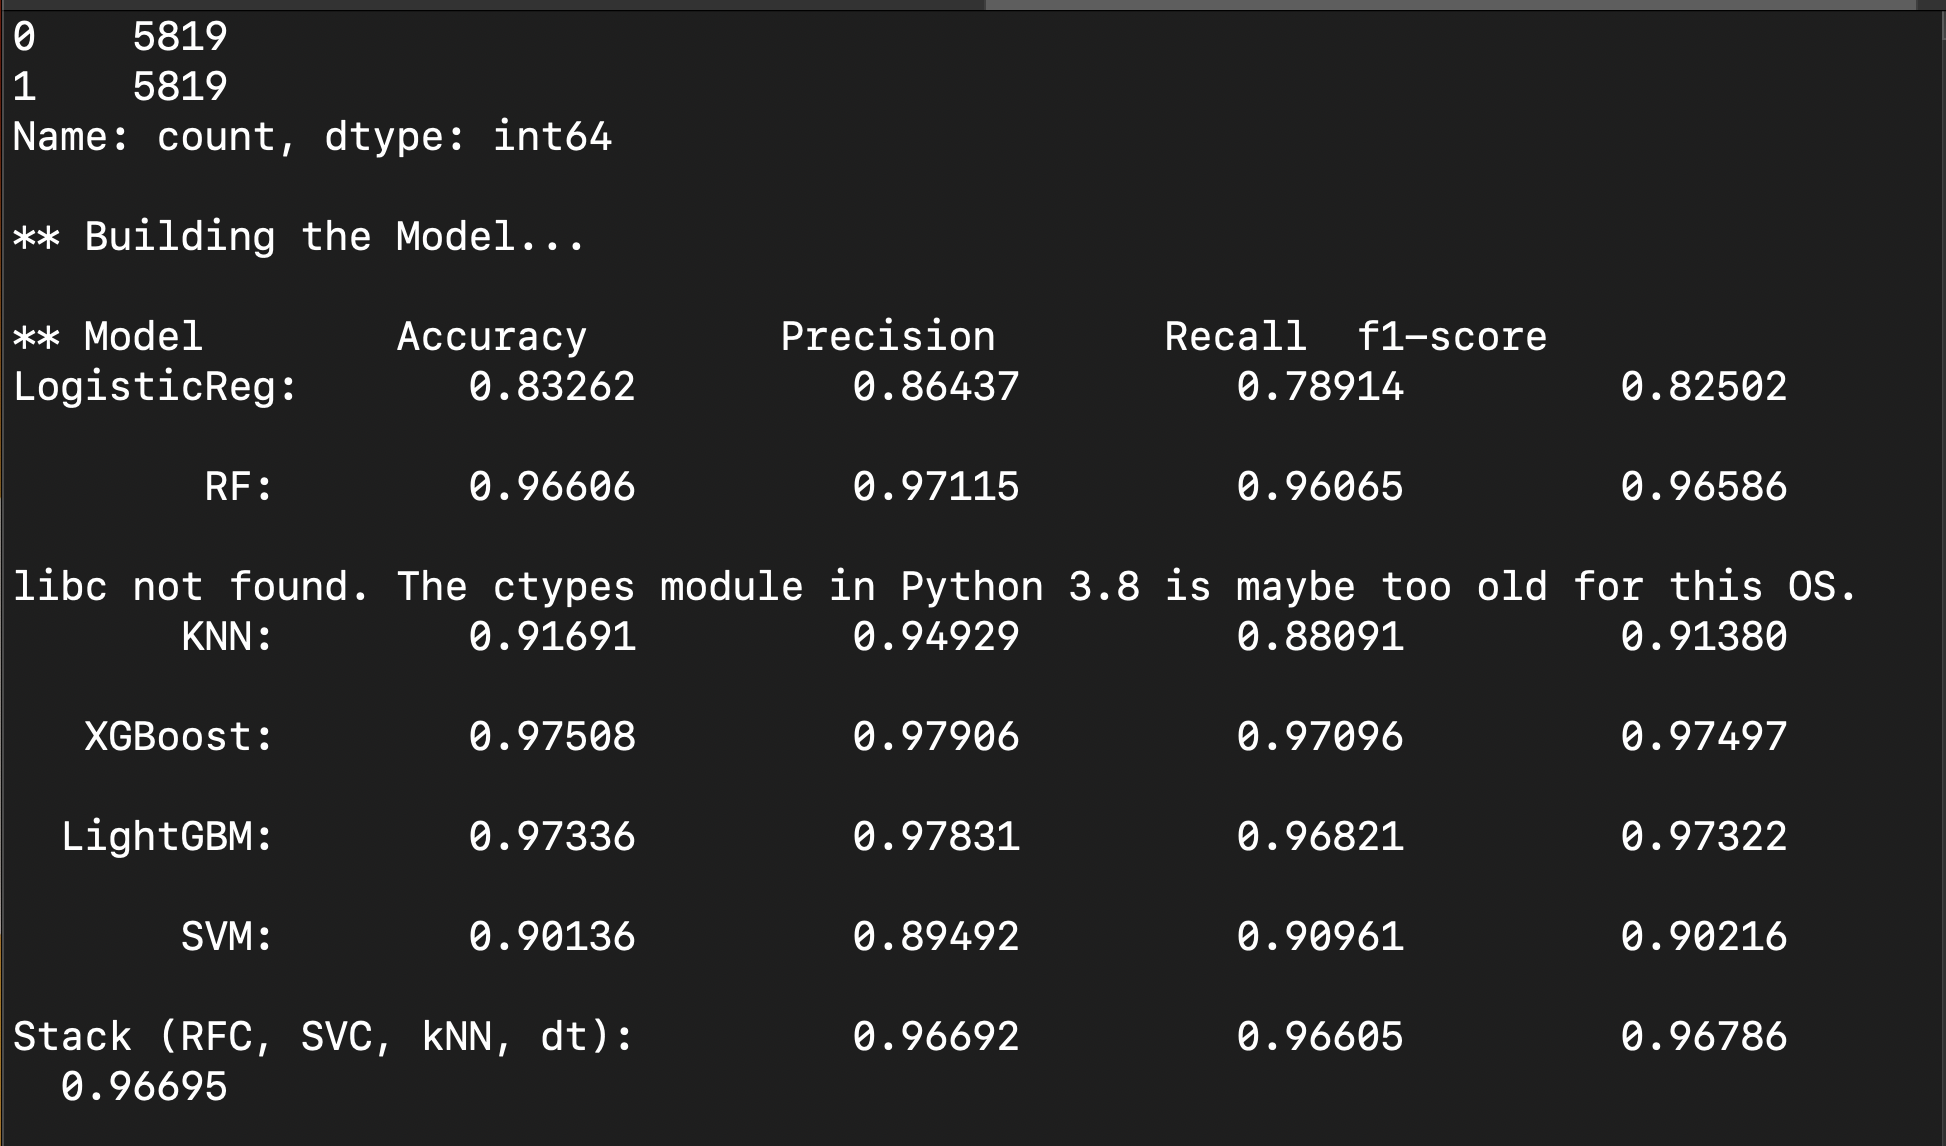 0    5819
1    5819
Name: count, dtype: int64
** Building the Model...
** Model        Accuracy        Precision       Recall  f1-score
LogisticReg:       0.83262         0.86437         0.78914         0.82502
        RF:        0.96606         0.97115         0.96065         0.96586
libc not found. The ctypes module in Python 3.8 is maybe too old for this OS.
       KNN:        0.91691         0.94929         0.88091         0.91380
   XGBoost:        0.97508         0.97906         0.97096         0.97497
  LightGBM:        0.97336         0.97831         0.96821         0.97322
       SVM:        0.90136         0.89492         0.90961         0.90216
Stack (RFC, SVC, kNN, dt):         0.96692         0.96605         0.96786
  0.96695